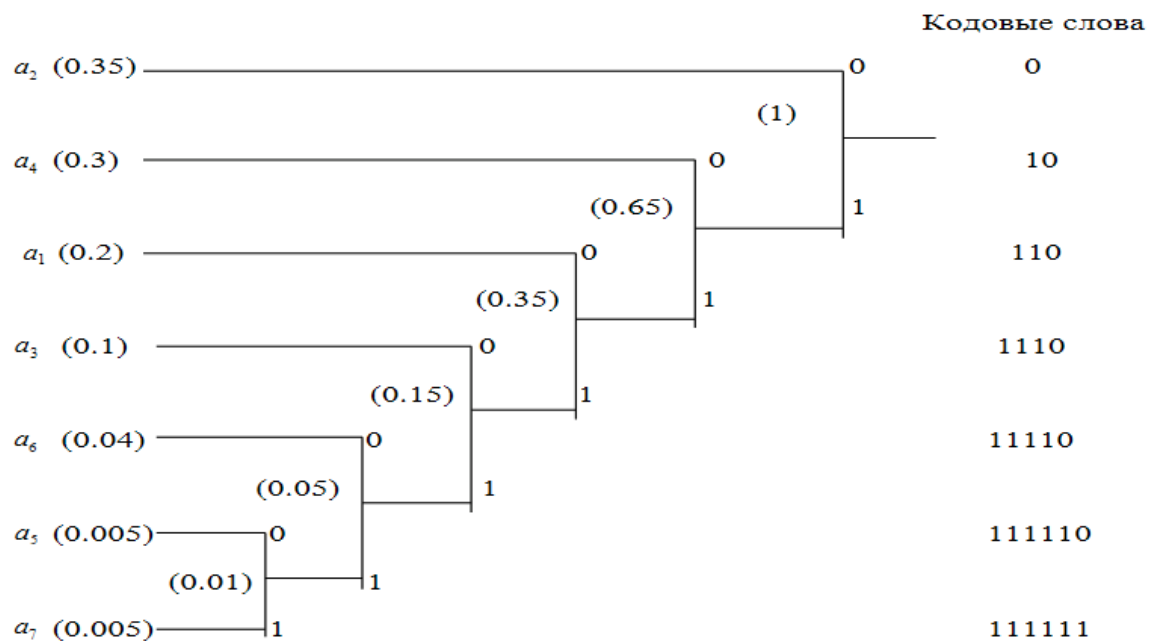 Кодовые слова
a₂ (0.35) 0 0
(1)
a₄ (0.3) 0 10
(0.65) 1
a₁ (0.2) 0 110
(0.35) 1
a₃ (0.1) 0 1110
(0.15) 1
a₆ (0.04) 0 11110
(0.05) 1
a₅ (0.005) 0 111110
(0.01) 1
a₇ (0.005) 1 111111